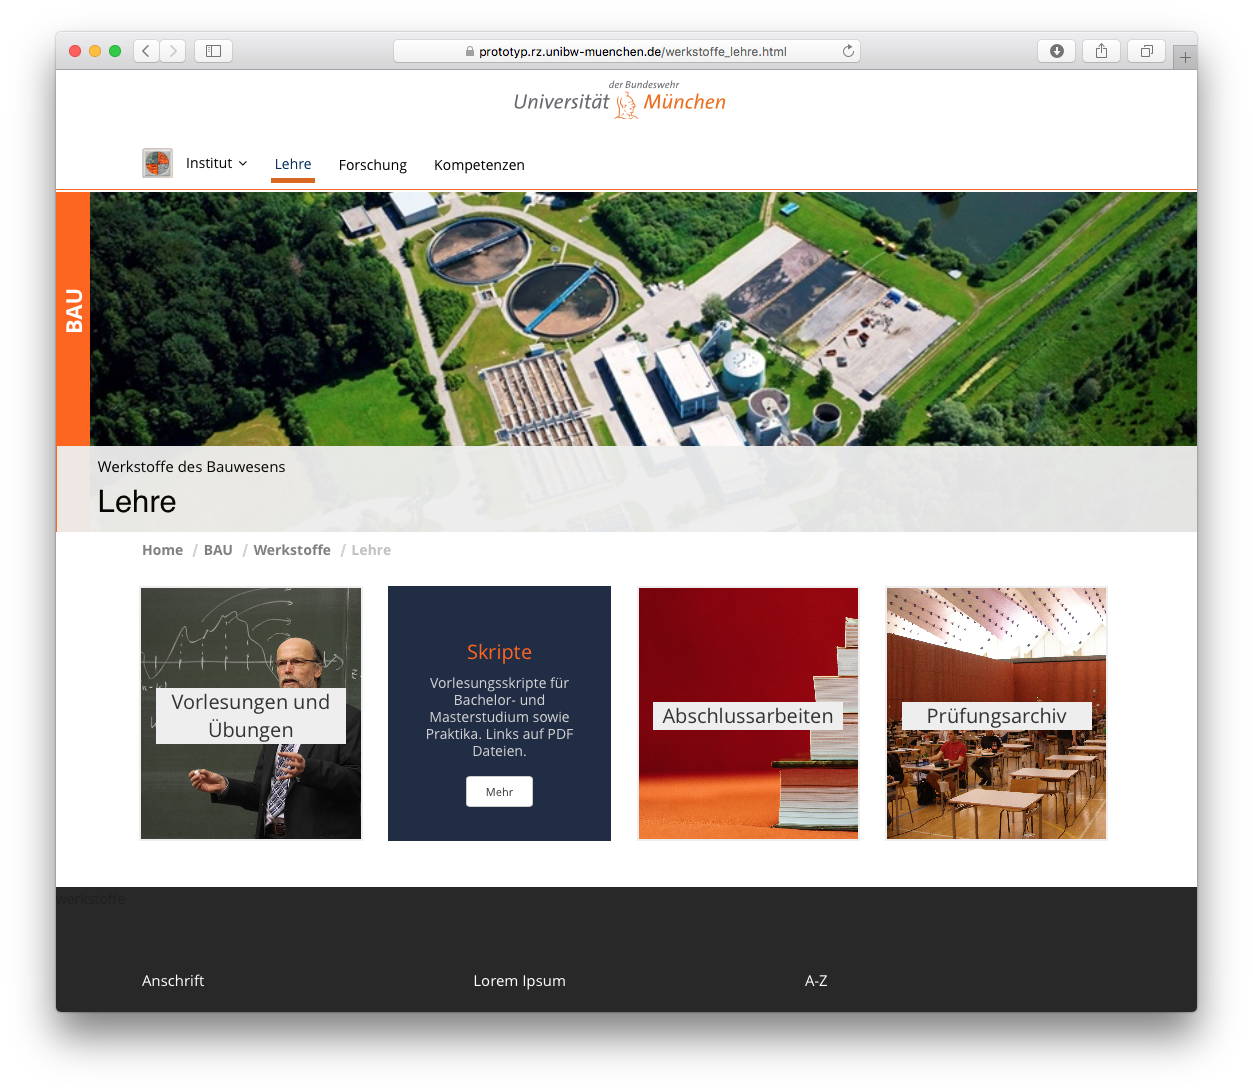 prototyp.rz.unibw-muenchen.de/werkstoffe_lehre.html
der Bundeswehr
Universität München
Institut
Lehre
Forschung
Kompetenzen
BAU
Werkstoffe des Bauwesens
Lehre
Home / BAU / Werkstoffe / Lehre
Vorlesungen und
Übungen
Skripte
Vorlesungsskripte für
Bachelor- und
Masterstudium sowie
Praktika. Links auf PDF
Dateien.
Mehr
Abschlussarbeiten
Prüfungsarchiv
werkstoffe
Anschrift
Lorem Ipsum
A-Z